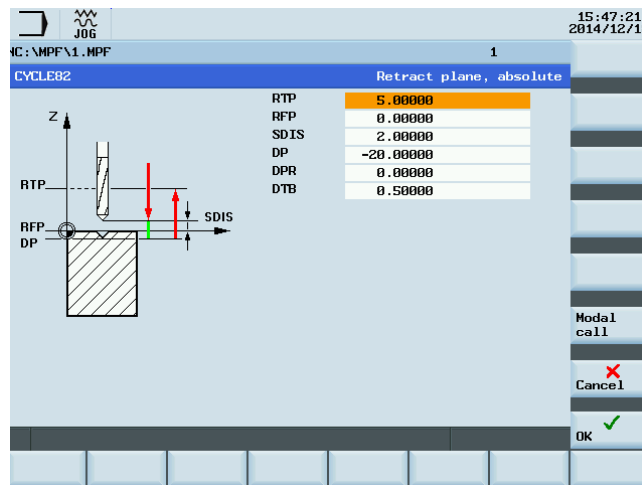 JOG
15:47:21
2014/12/1
NC:\MPF\1.MPF 1
CYCLE82 Retract plane, absolute
RTP 5.00000
RFP 0.00000
SDIS 2.00000
DP -20.00000
DPR 0.00000
DTB 0.50000
Z
RTP
SDIS
RFP
DP
Modal
call
Cancel
OK